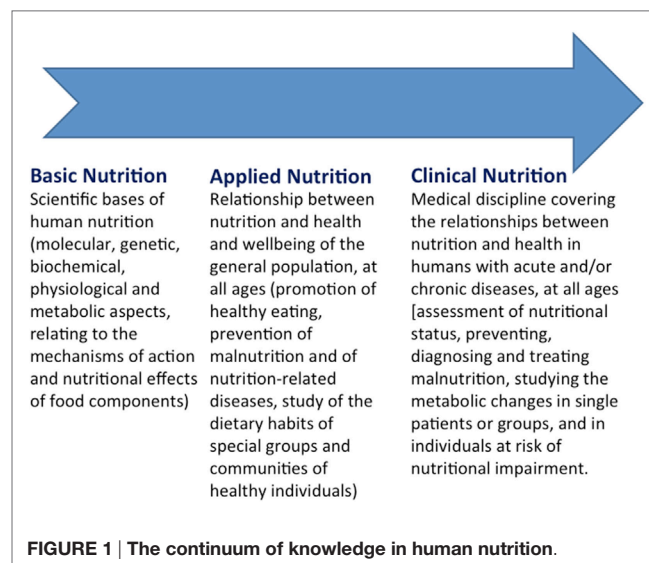 Basic Nutrition
Scientific bases of
human nutrition
(molecular, genetic,
biochemical,
physiological and
metabolic aspects,
relating to the
mechanisms of action
and nutritional effects
of food components)
Applied Nutrition
Relationship between
nutrition and health
and wellbeing of the
general population, at
all ages (promotion of
healthy eating,
prevention of
malnutrition and of
nutrition-related
diseases, study of the
dietary habits of
special groups and
communities of
healthy individuals)
Clinical Nutrition
Medical discipline covering
the relationships between
nutrition and health in
humans with acute and/or
chronic diseases, at all ages
[assessment of nutritional
status, preventing,
diagnosing and treating
malnutrition, studying the
metabolic changes in single
patients or groups, and in
individuals at risk of
nutritional impairment.
FIGURE 1 | The continuum of knowledge in human nutrition.